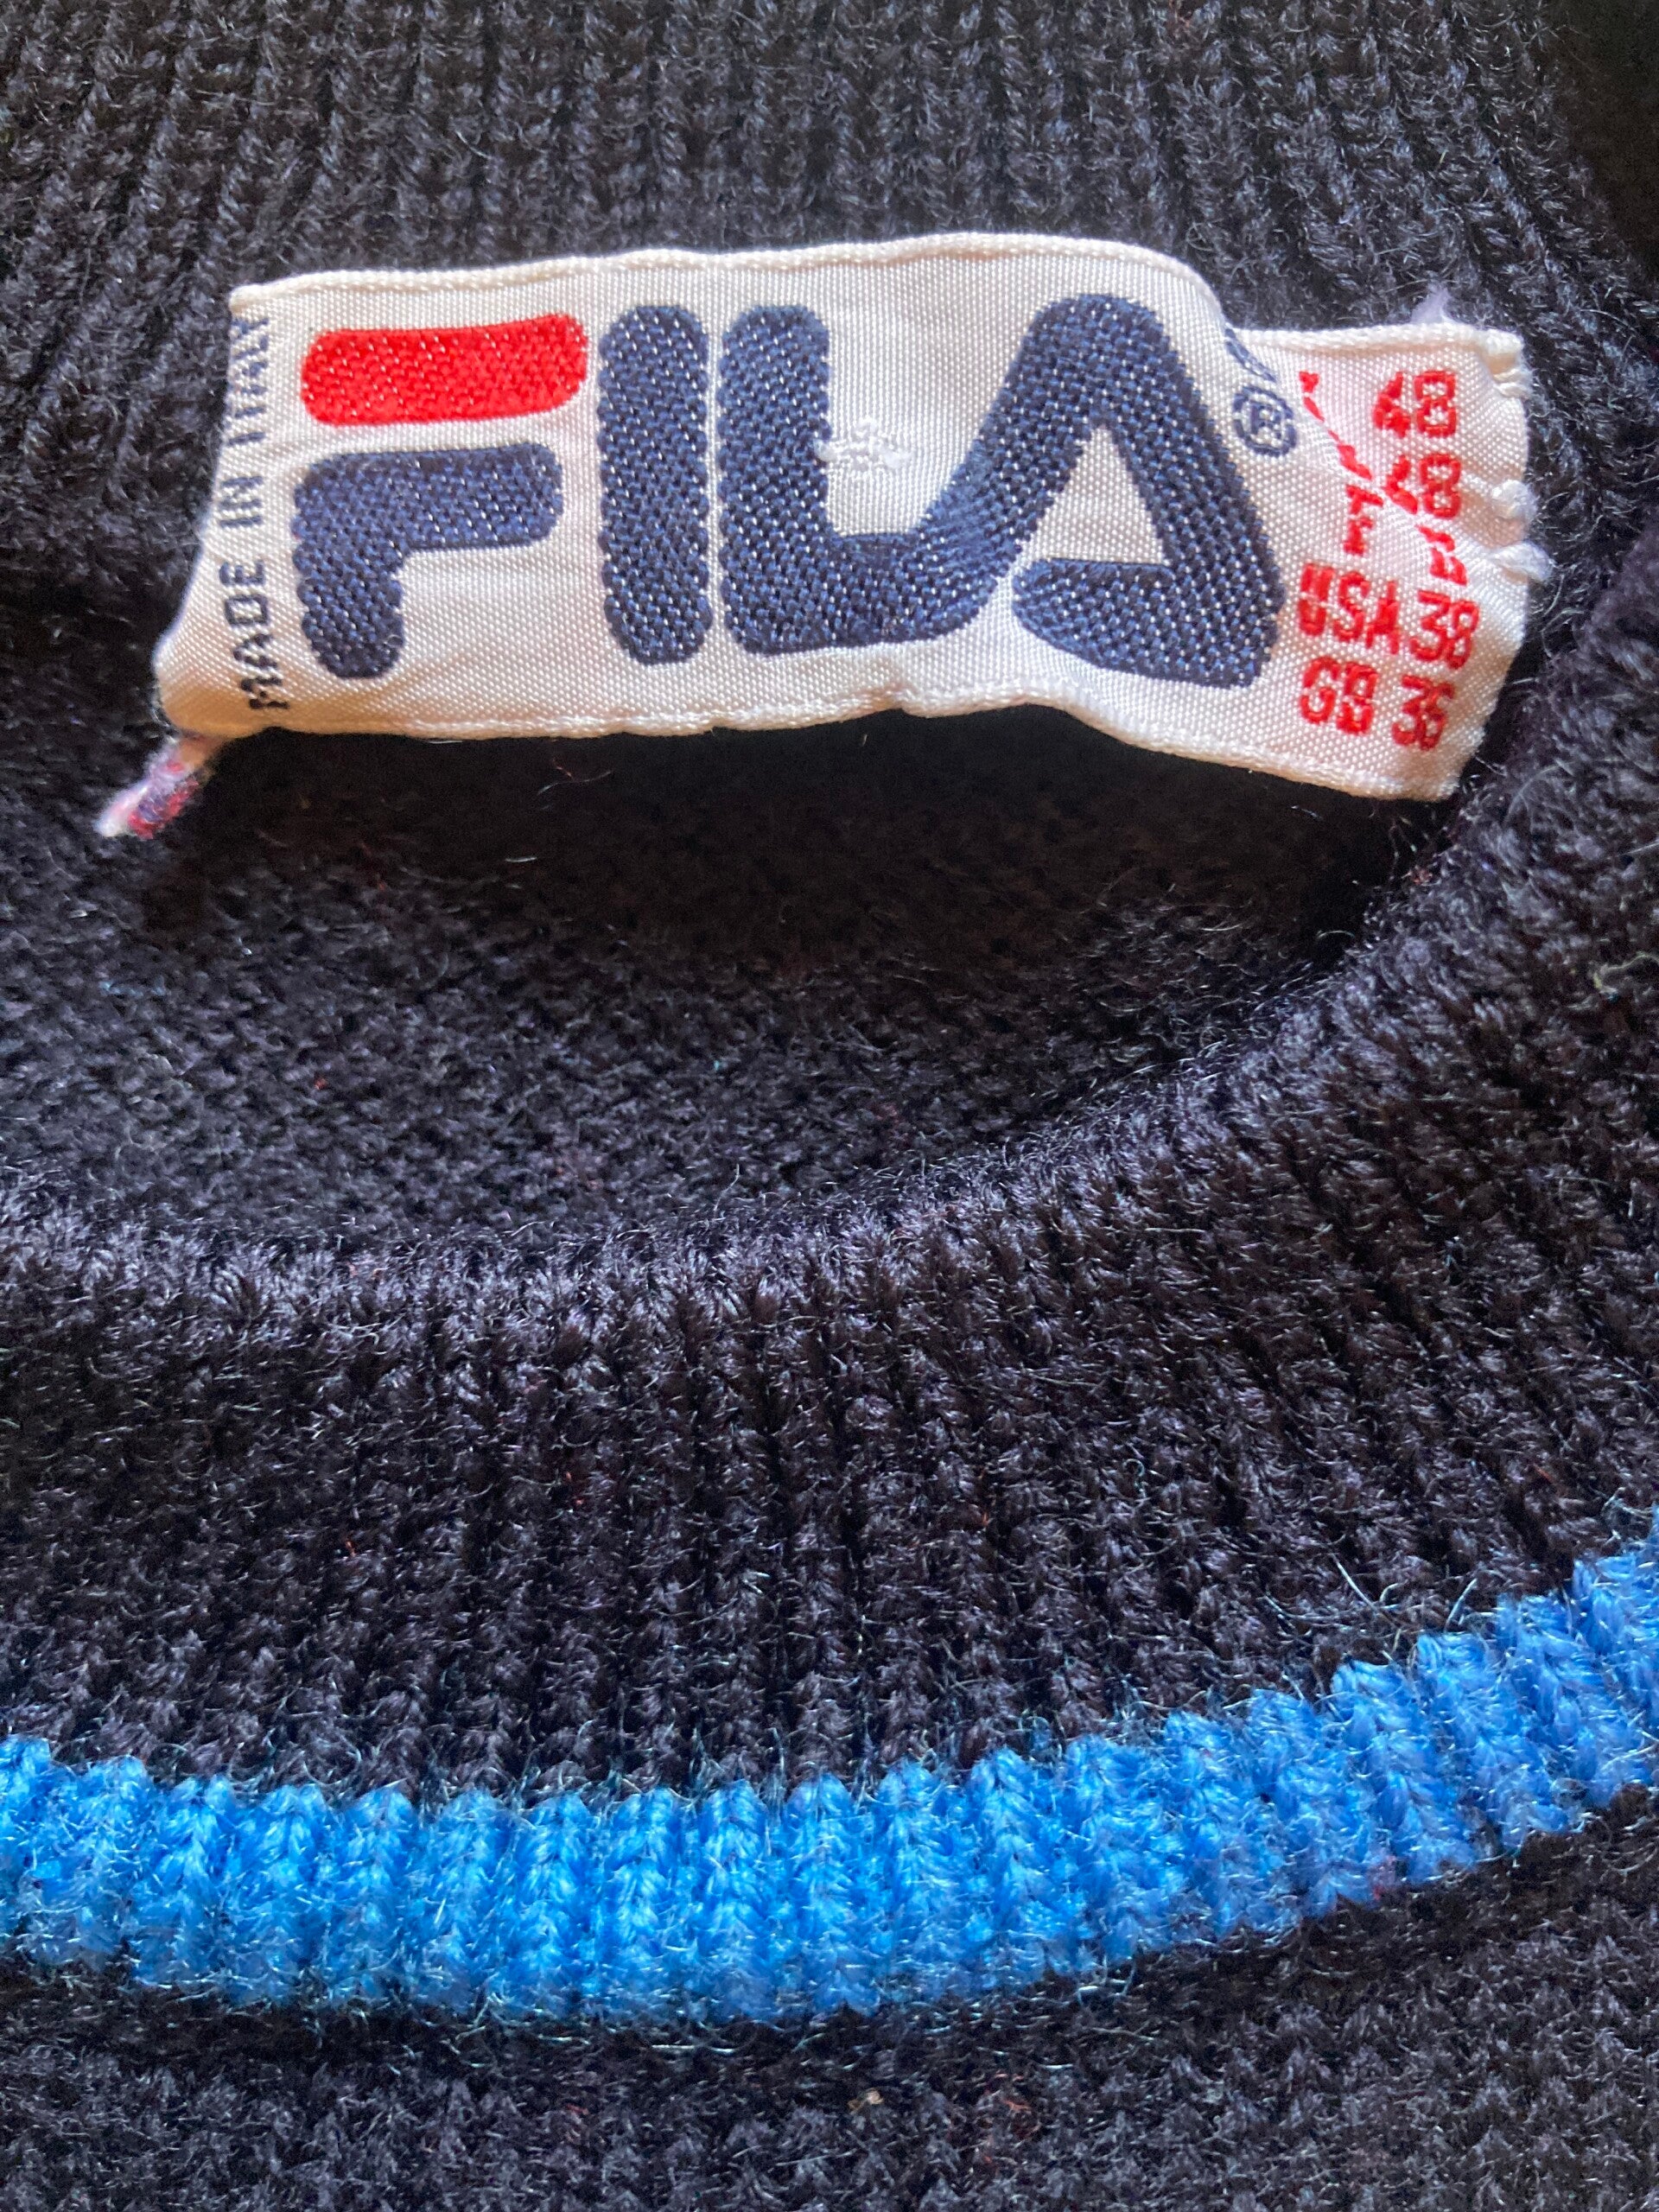 MADE IN ITALY
FILA
®
48
48
USA 38
GB 36